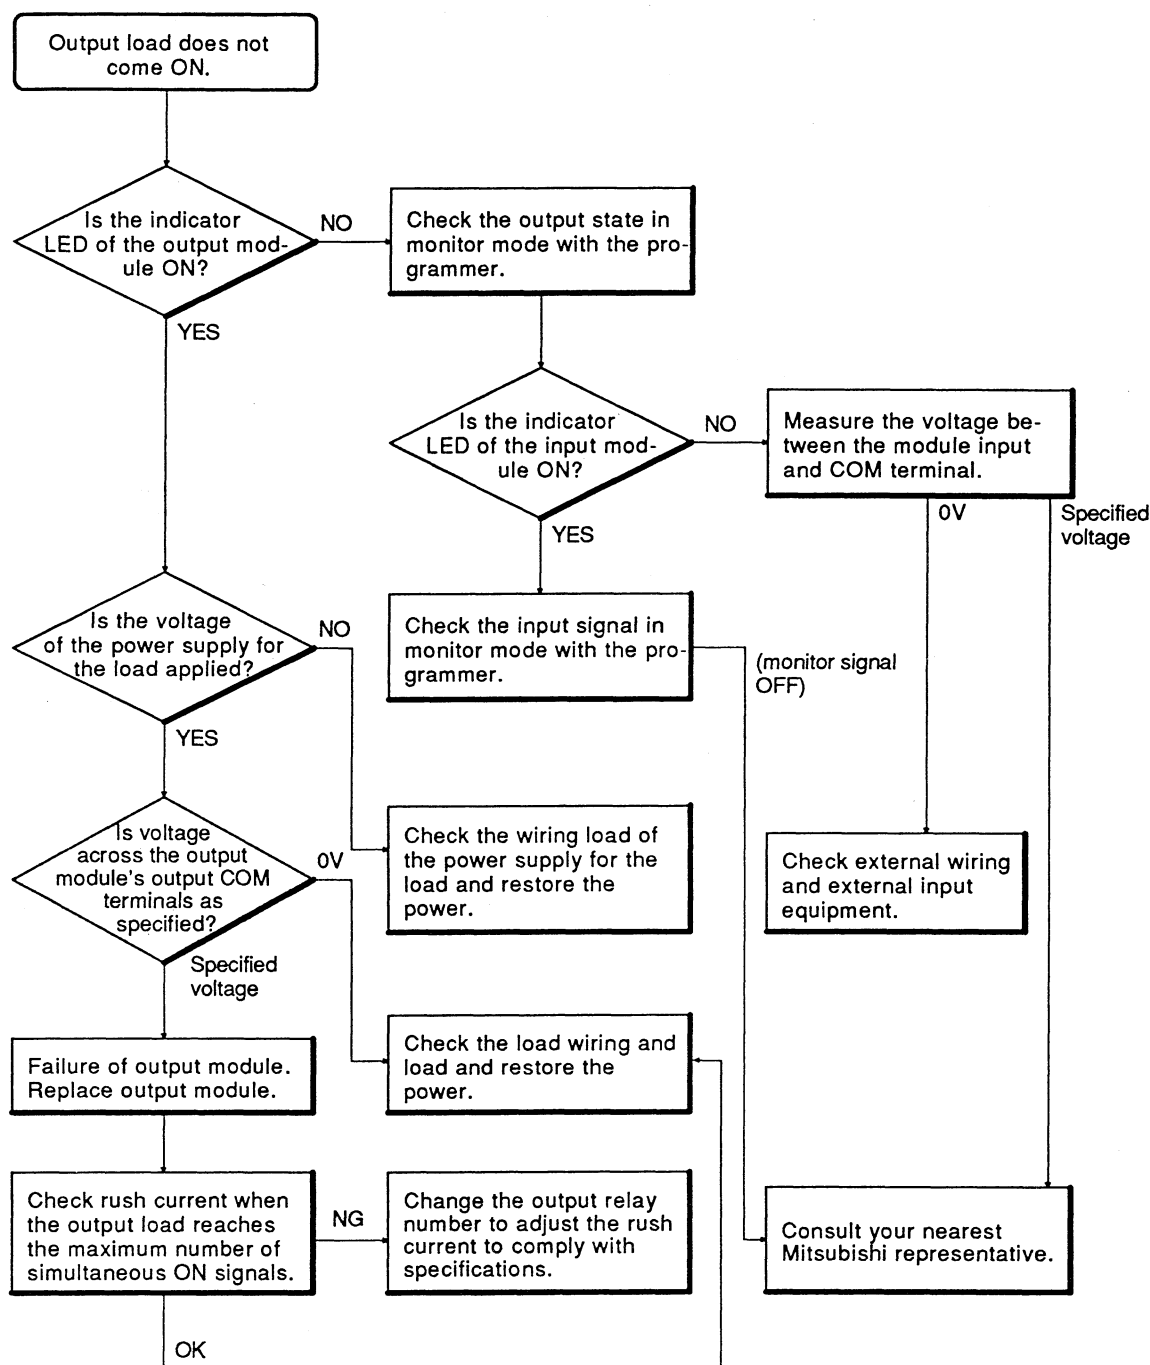 Output load does not
come ON.
Is the indicator
LED of the output mod-
ule ON?
NO
YES
Check the output state in
monitor mode with the pro-
grammer.
Is the indicator
LED of the input mod-
ule ON?
NO
YES
Measure the voltage be-
tween the module input
and COM terminal.
0V
Specified
voltage
Is the voltage
of the power supply for
the load applied?
NO
YES
Check the input signal in
monitor mode with the pro-
grammer.
(monitor signal
OFF)
Is voltage
across the output
module's output COM
terminals as
specified?
0V
Specified
voltage
Check the wiring load of
the power supply for the
load and restore the
power.
Check external wiring
and external input
equipment.
Failure of output module.
Replace output module.
Check the load wiring and
load and restore the
power.
Check rush current when
the output load reaches
the maximum number of
simultaneous ON signals.
NG
OK
Change the output relay
number to adjust the rush
current to comply with
specifications.
Consult your nearest
Mitsubishi representative.